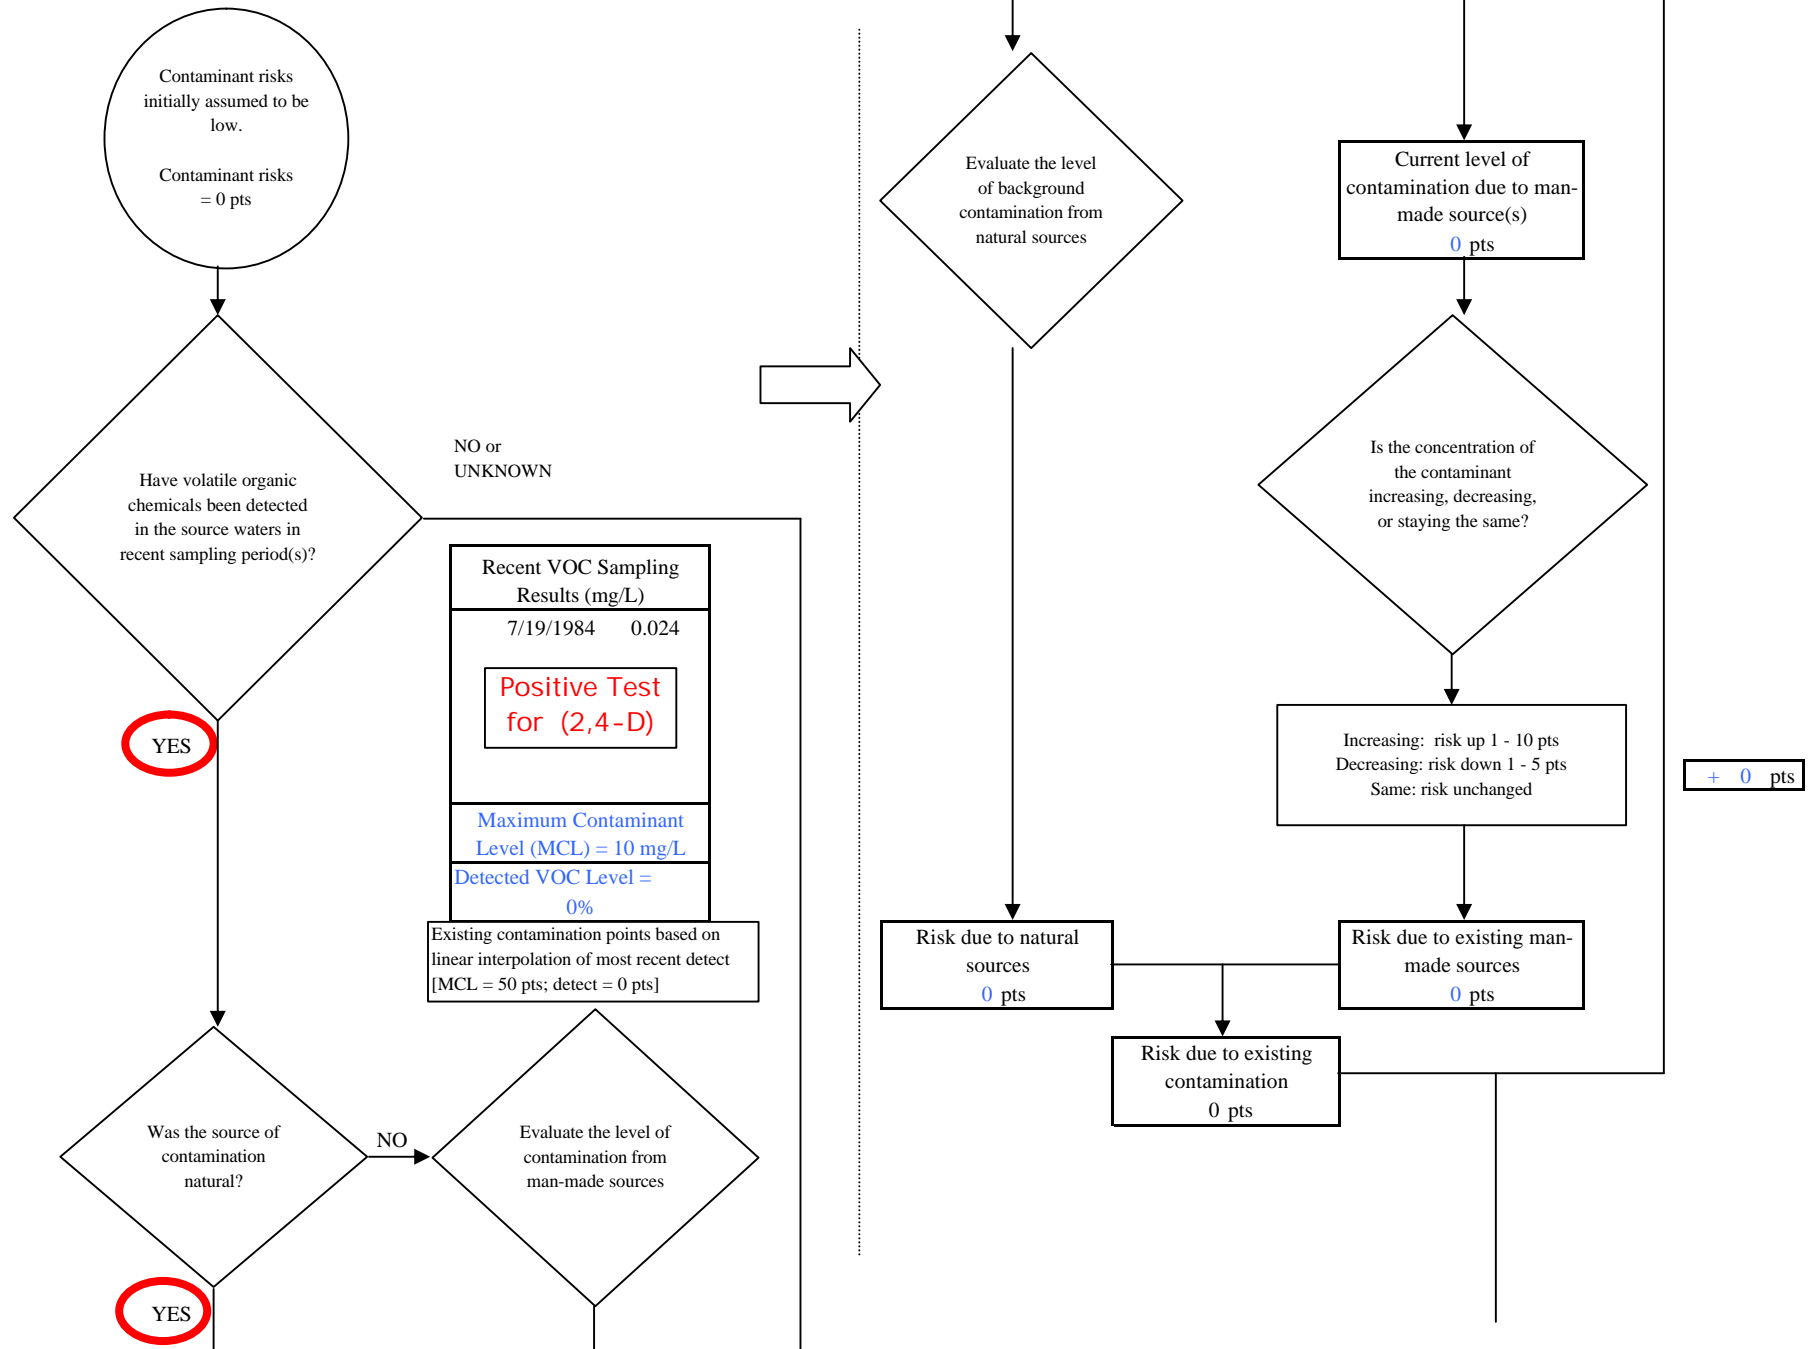 Contaminant risks
initially assumed to be
low.
Contaminant risks
= 0 pts
Have volatile organic
chemicals been detected
in the source waters in
recent sampling period(s)?
NO or
UNKNOWN
YES
Recent VOC Sampling
Results (mg/L)
7/19/1984 0.024
Positive Test
for (2,4-D)
Maximum Contaminant
Level (MCL) = 10 mg/L
Detected VOC Level =
0%
Existing contamination points based on
linear interpolation of most recent detect
[MCL = 50 pts; detect = 0 pts]
Was the source of
contamination
natural?
NO
Evaluate the level of
contamination from
man-made sources
YES
Evaluate the level
of background
contamination from
natural sources
Current level of
contamination due to man-
made source(s)
0 pts
Is the concentration of
the contaminant
increasing, decreasing,
or staying the same?
Increasing: risk up 1 - 10 pts
Decreasing: risk down 1 - 5 pts
Same: risk unchanged
+ 0 pts
Risk due to natural
sources
0 pts
Risk due to existing man-
made sources
0 pts
Risk due to existing
contamination
0 pts